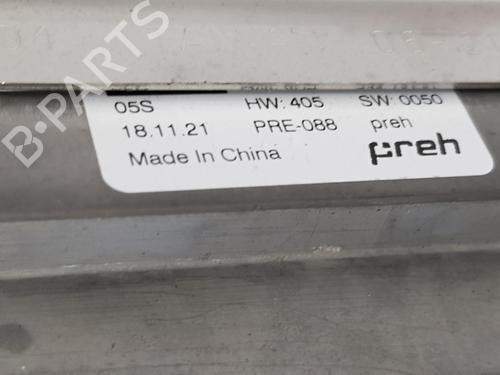 05S HW: 405 SW: 0050
18.11.21 PRE-088 preh
Made In China preh
B-PARTS